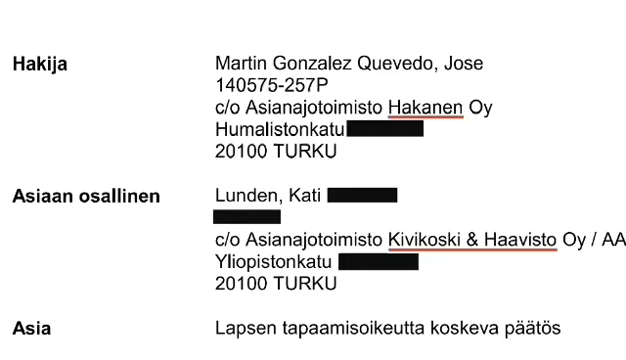 Hakija
Martin Gonzalez Quevedo, Jose
140575-257P
c/o Asianajotoimisto Hakanen Oy
Humalistonkatu
20100 TURKU
Asiaan osallinen
Lunden, Kati
c/o Asianajotoimisto Kivikoski & Haavisto Oy / AA
Yliopistonkatu
20100 TURKU
Asia
Lapsen tapaamisoikeutta koskeva päätös